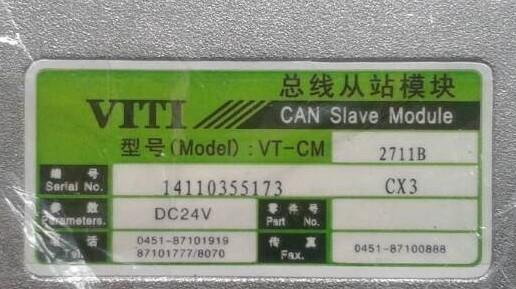 VITI
总线从站模块
CAN Slave Module
型号(Model): VT-CM 2711B
编号 Serial No. 14110355173 CX3
参数 Parameters. DC24V 零件号 Part No.
电话 Tel. 0451-87101919 87101777/8070 传真 Fax. 0451-87100888